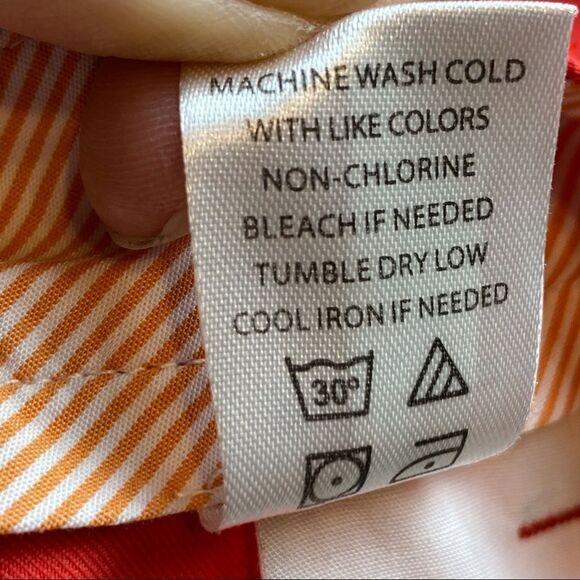 MACHINE WASH COLD
WITH LIKE COLORS
NON-CHLORINE
BLEACH IF NEEDED
TUMBLE DRY LOW
COOL IRON IF NEEDED
30°